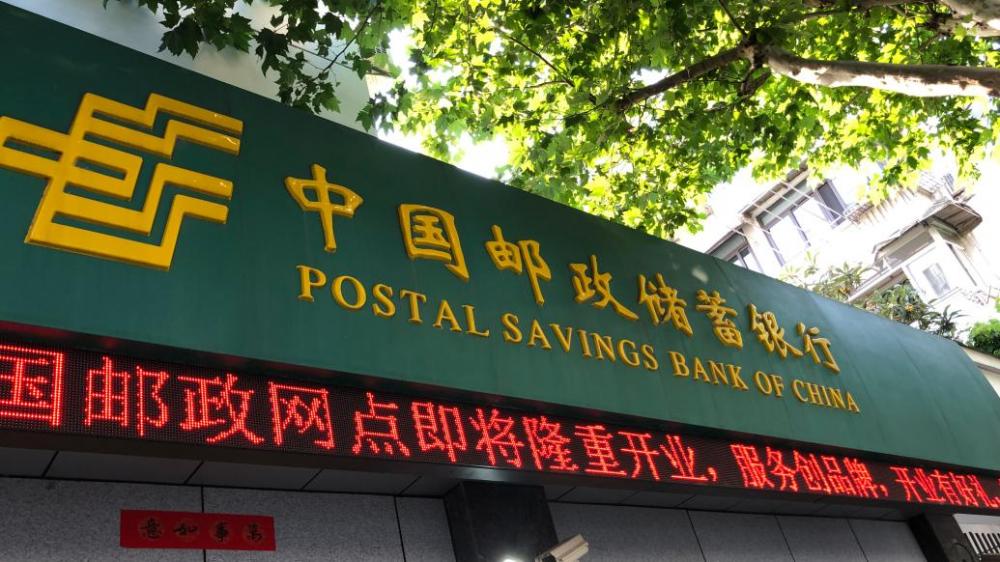 中国邮政储蓄银行
POSTAL SAVINGS BANK OF CHINA
国邮政网点即将隆重开业，服务创品牌，开业有好礼
意如事萬